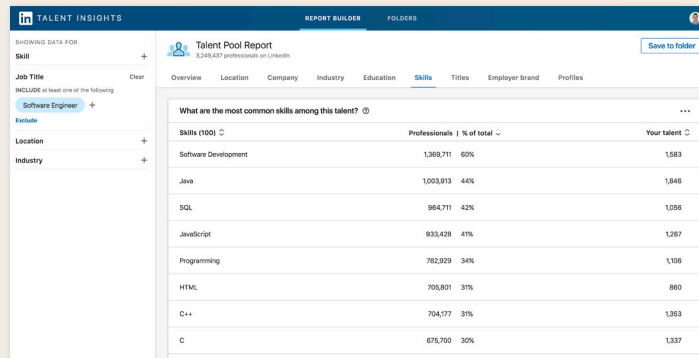 in TALENT INSIGHTS
REPORT BUILDER FOLDERS
SHOWING DATA FOR
Skill +
Job Title Clear
INCLUDE at least one of the following
Software Engineer +
Exclude
Location +
Industry +
Talent Pool Report
3,249,437 professionals on LinkedIn
Save to folder
Overview Location Company Industry Education Skills Titles Employer brand Profiles
What are the most common skills among this talent?
Skills (100) Professionals | % of total Your talent
Software Development 1,369,711 60% 1,583
Java 1,003,913 44% 1,846
SQL 964,711 42% 1,056
JavaScript 933,428 41% 1,287
Programming 782,929 34% 1,106
HTML 705,801 31% 860
C++ 704,177 31% 1,353
C 675,700 30% 1,337